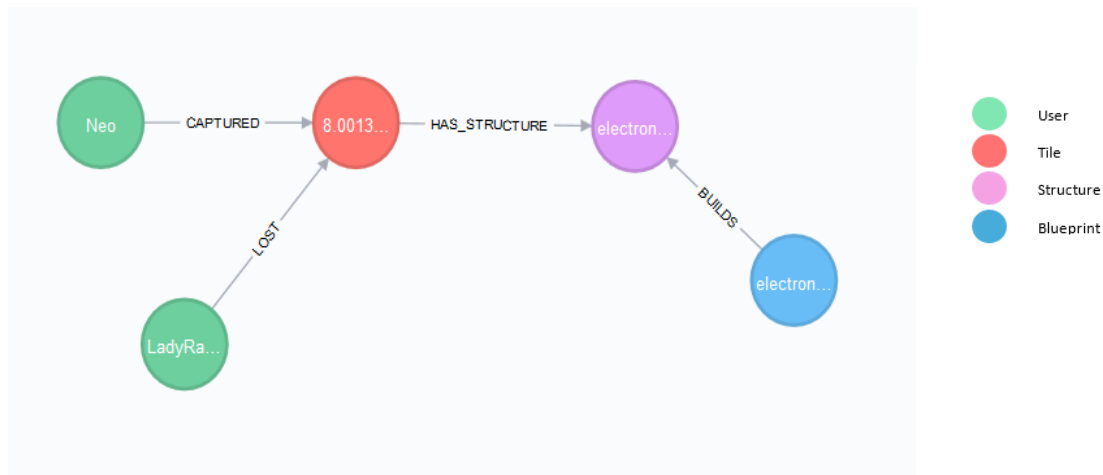 Neo
CAPTURED
8.0013...
HAS_STRUCTURE
electron...
BUILDS
electron...
LOST
LadyRa...
User
Tile
Structure
Blueprint